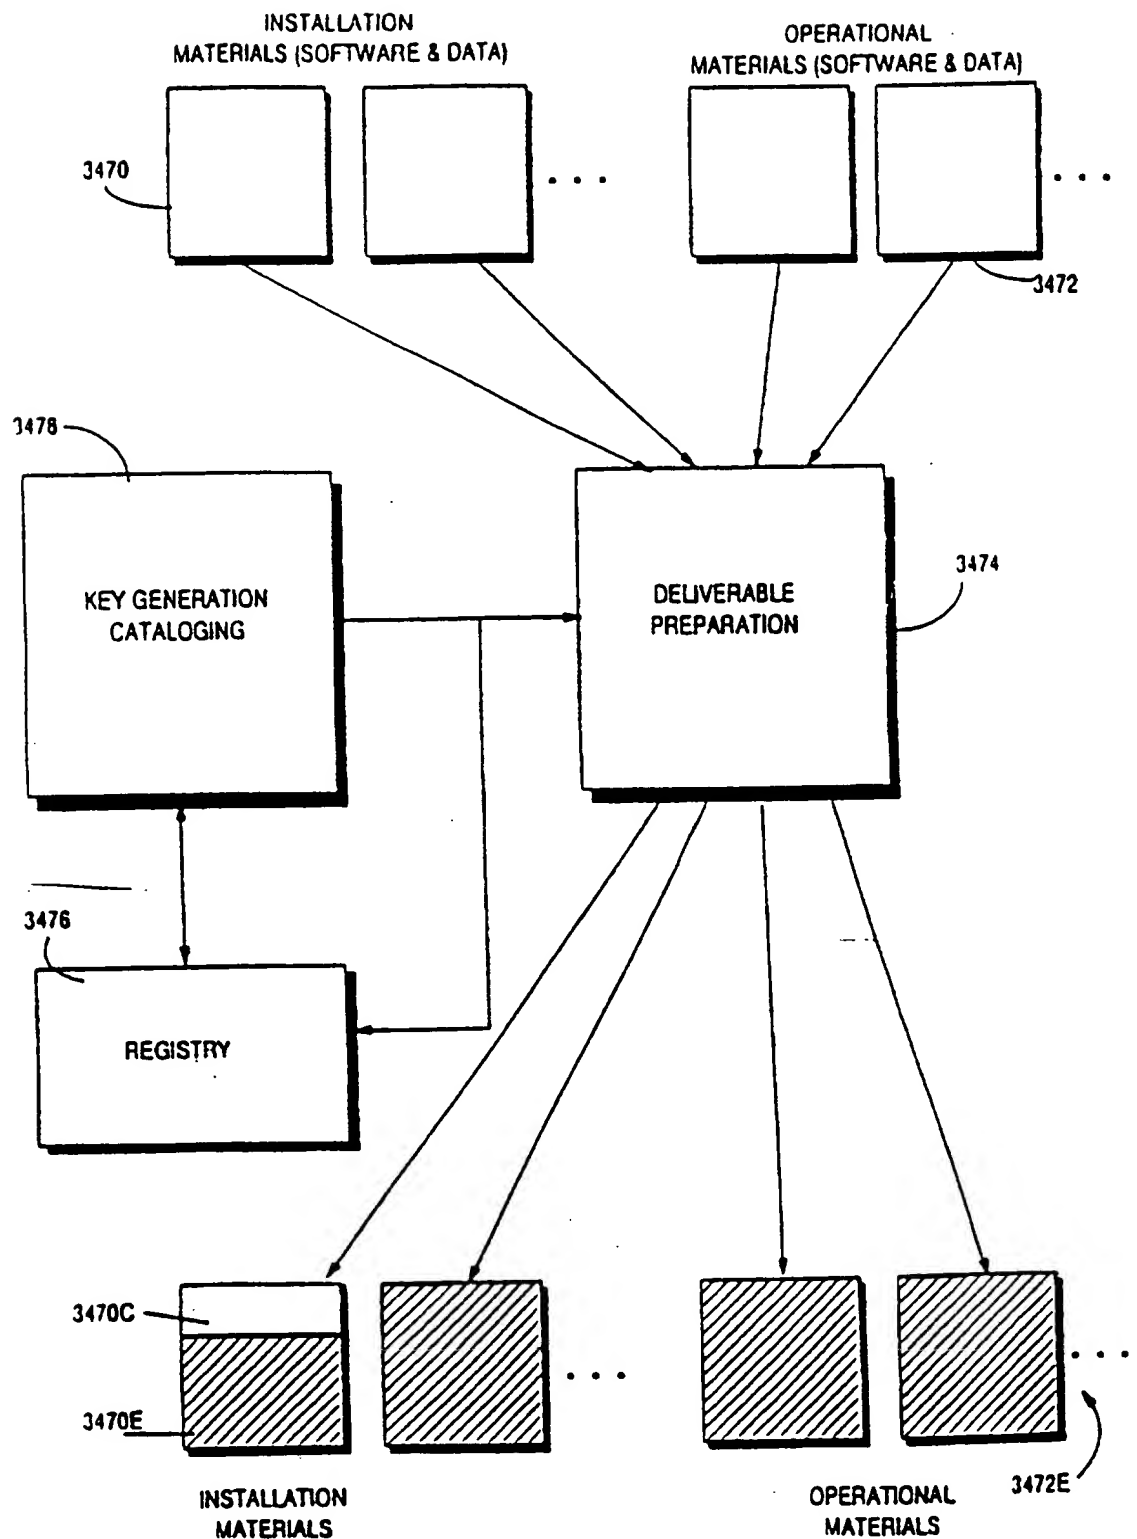 INSTALLATION
MATERIALS (SOFTWARE & DATA)
OPERATIONAL
MATERIALS (SOFTWARE & DATA)
3470
3472
3478
KEY GENERATION
CATALOGING
DELIVERABLE
PREPARATION
3474
3476
REGISTRY
3470C
3470E
3472E
INSTALLATION
MATERIALS
OPERATIONAL
MATERIALS